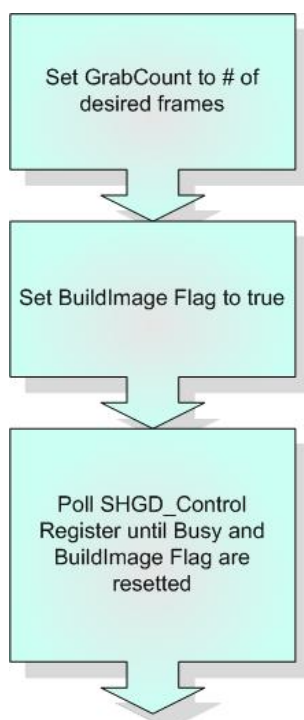 Set GrabCount to # of
desired frames
Set BuildImage Flag to true
Poll SHGD_Control
Register until Busy and
BuildImage Flag are
resetted